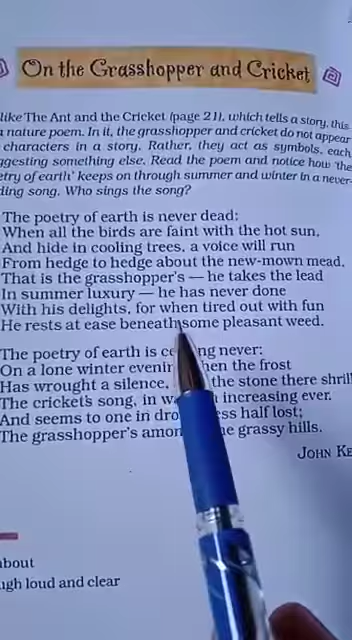 On the Grasshopper and Cricket
like The Ant and the Cricket (page 21), which tells a story, this
a nature poem. In it, the grasshopper and cricket do not appear
characters in a story. Rather, they act as symbols, each
ggesting something else. Read the poem and notice how 'the
etry of earth' keeps on through summer and winter in a never-
ding song. Who sings the song?
The poetry of earth is never dead:
When all the birds are faint with the hot sun,
And hide in cooling trees, a voice will run
From hedge to hedge about the new-mown mead,
That is the grasshopper's — he takes the lead
In summer luxury — he has never done
With his delights, for when tired out with fun
He rests at ease beneath some pleasant weed.
The poetry of earth is ce ng never:
On a lone winter evenin hen the frost
Has wrought a silence, the stone there shril
The cricket's song, in w increasing ever,
And seems to one in dro ess half lost;
The grasshopper's amon e grassy hills.
JOHN KE
about
ugh loud and clear